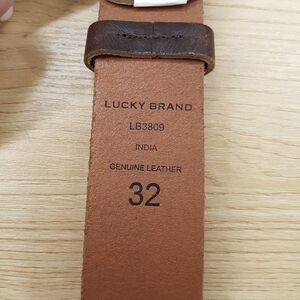 LUCKY BRAND
LB3809
INDIA
GENUINE LEATHER
32